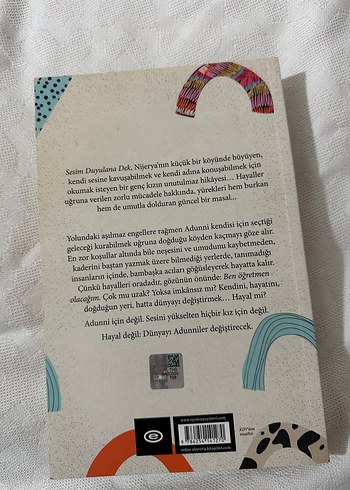 Sesim Duyulana Dek, Nijerya'nın küçük bir köyünde büyüyen,
kendi sesine kavuşabilmek ve kendi adına konuşabilmek için
okumak isteyen bir genç kızın unutulmaz hikâyesi… Hayaller
uğruna verilen zorlu mücadele hakkında, yürekleri hem burkan
hem de umutla dolduran güncel bir masal...
Yolundaki aşılmaz engellere rağmen Adunni kendisi için seçtiği
geleceği kurabilmek uğruna doğduğu köyden kaçmayı göze alır.
En zor koşullar altında bile neşesini ve umudunu kaybetmeden,
kaderini baştan yazmak üzere bilmediği yerlerde, tanımadığı
insanların içinde, bambaşka acıları göğüsleyerek hayatta kalır.
Çünkü hayalleri oradadır, gözünün önünde: Ben öğretmen
olacağım. Çok mu uzak? Yoksa imkânsız mı? Kendini, hayatını,
doğduğun yeri, hatta dünyayı değiştirmek… Hayal mi?
Adunni için değil. Sesini yükselten hiçbir kız için değil.
Hayal değil: Dünyayı Adunniler değiştirecek.
e